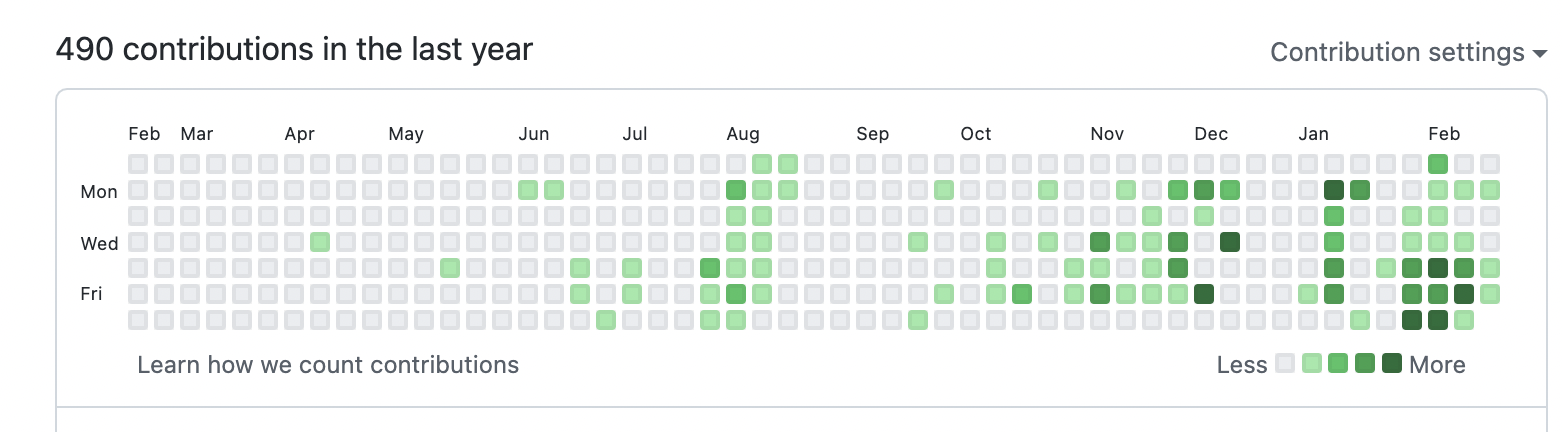 490 contributions in the last year
Contribution settings
Feb Mar Apr May Jun Jul Aug Sep Oct Nov Dec Jan Feb
Mon
Wed
Fri
Learn how we count contributions
Less More